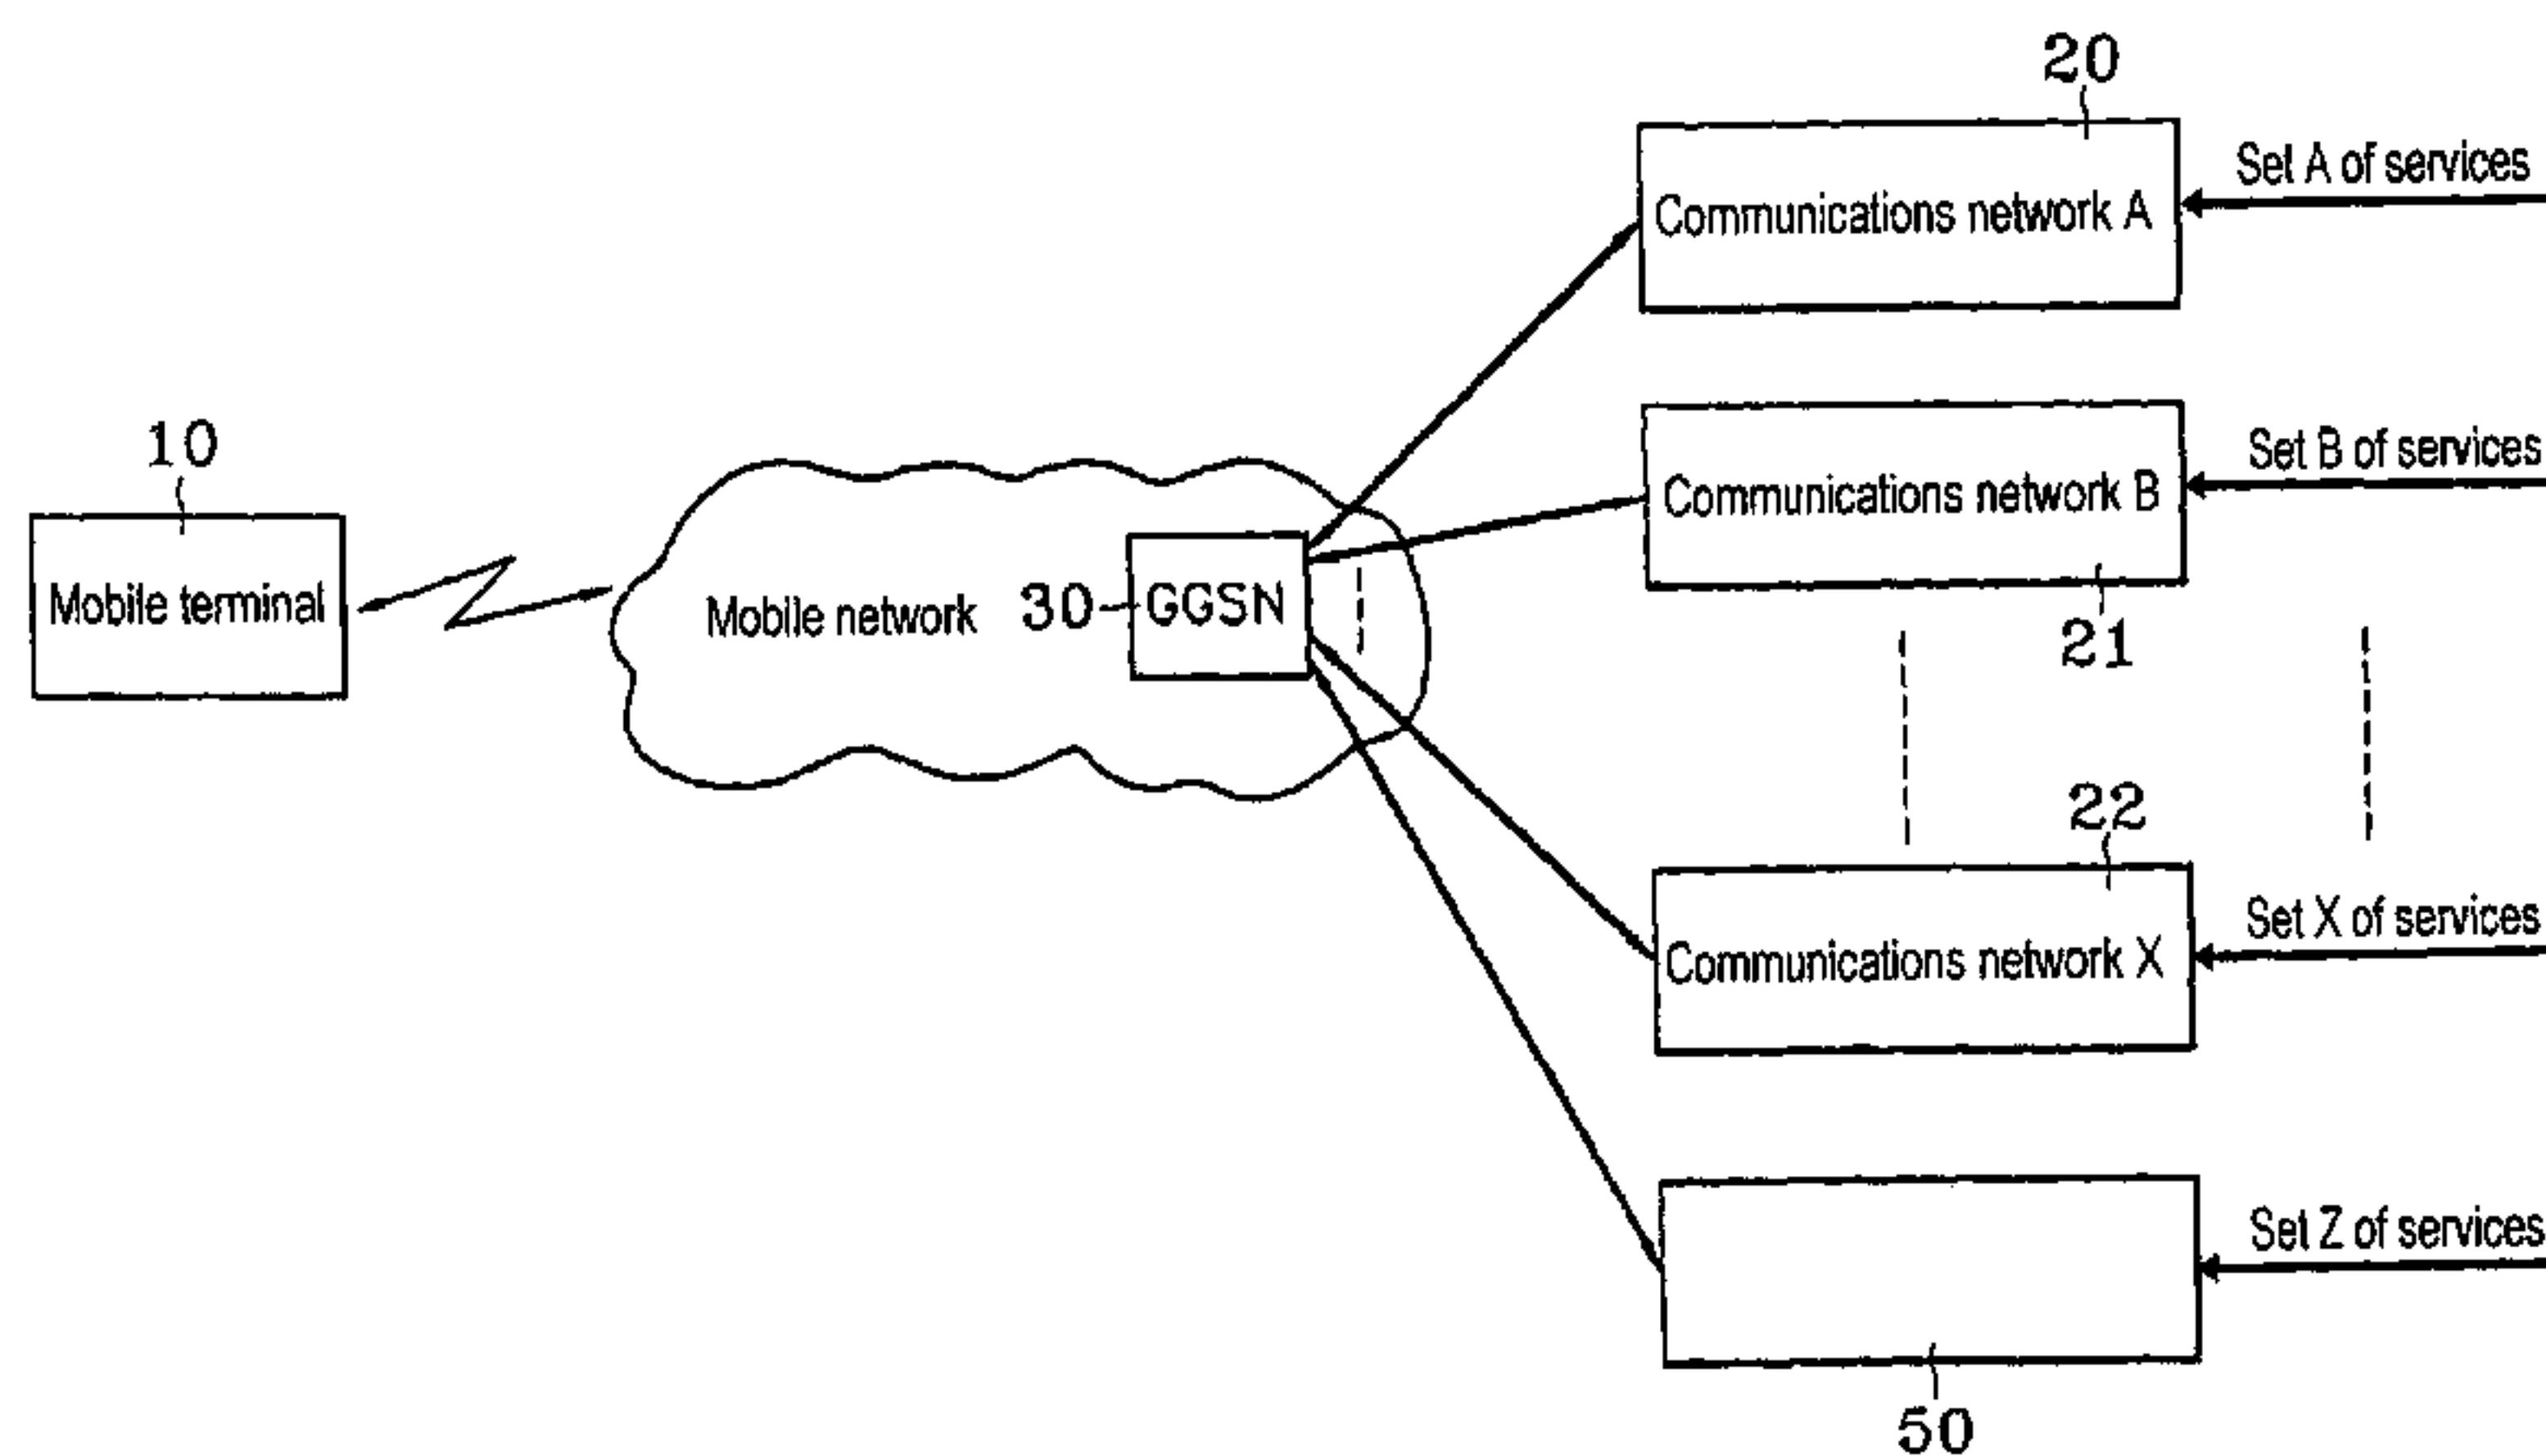 20
Set A of services
Communications network A
10
Set B of services
Communications network B
Mobile terminal
Mobile network
30
GGSN
21
22
Set X of services
Communications network X
Set Z of services
50